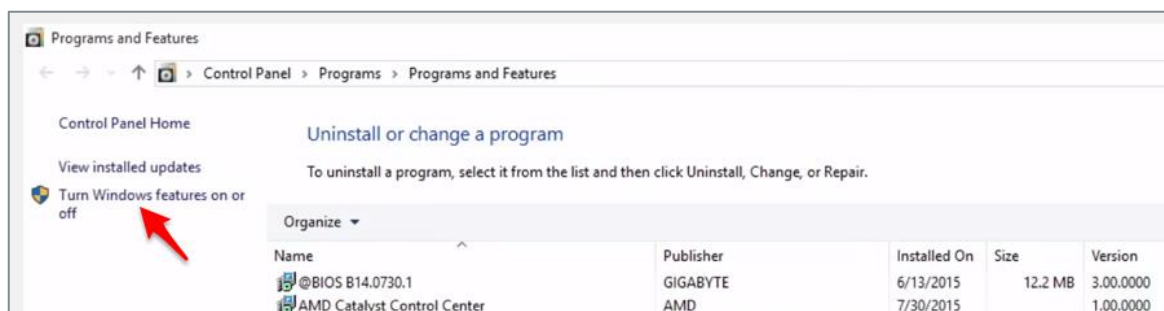 Programs and Features
Control Panel > Programs > Programs and Features
Control Panel Home
View installed updates
Turn Windows features on or
off
Uninstall or change a program
To uninstall a program, select it from the list and then click Uninstall, Change, or Repair.
Organize
Name Publisher Installed On Size Version
@BIOS B14.0730.1 GIGABYTE 6/13/2015 12.2 MB 3.00.0000
AMD Catalyst Control Center AMD 7/30/2015 1.00.0000